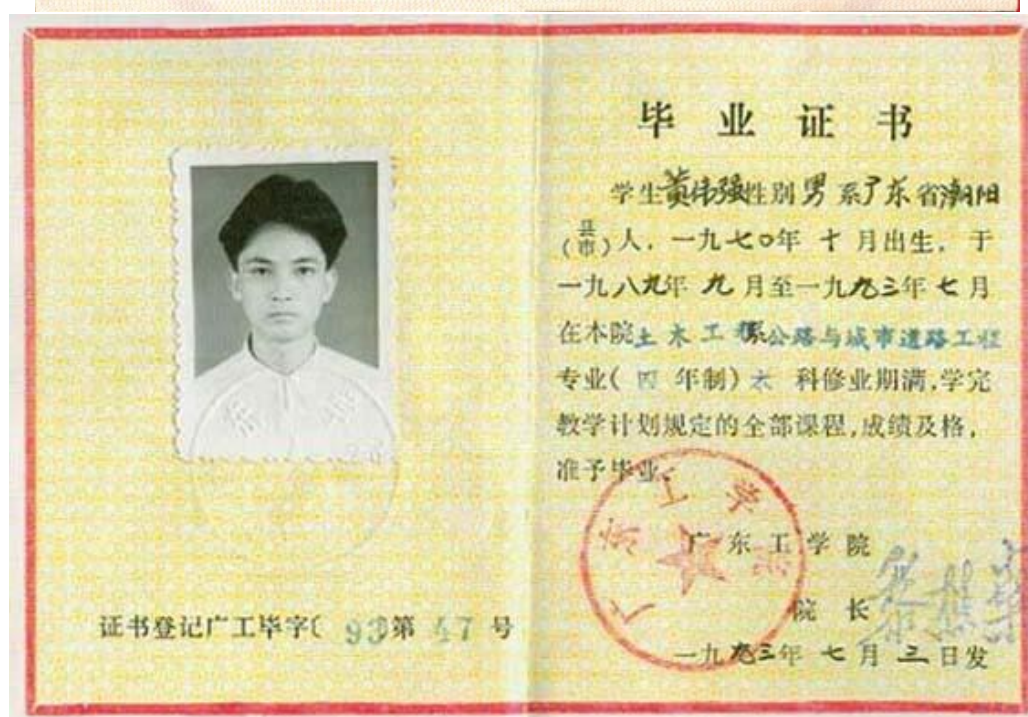 毕业证书
学生黄伟强性别男系广东省潮阳
(县市)人，一九七〇年十月出生，于
一九八九年九月至一九九三年七月
在本院土木工程系公路与城市道路工程
专业(四年制)本科修业期满,学完
教学计划规定的全部课程,成绩及格，
准予毕业。
广东工学院
院长
一九九三年七月三日发
证书登记广工毕字(93)第47号